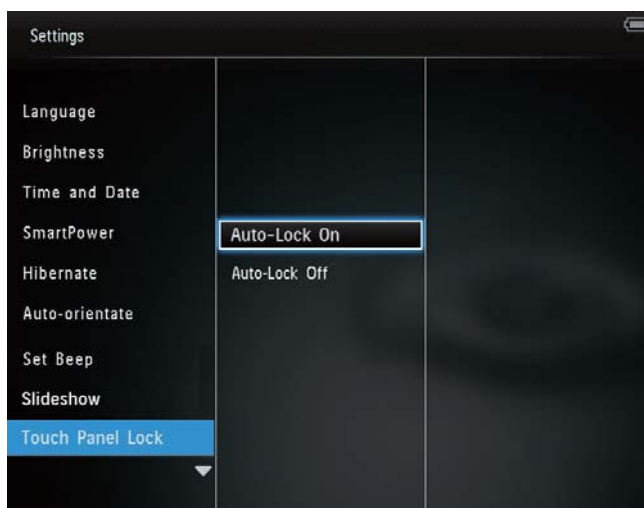 Settings
Language
Brightness
Time and Date
SmartPower
Hibernate
Auto-orientate
Set Beep
Slideshow
Touch Panel Lock
Auto-Lock On
Auto-Lock Off